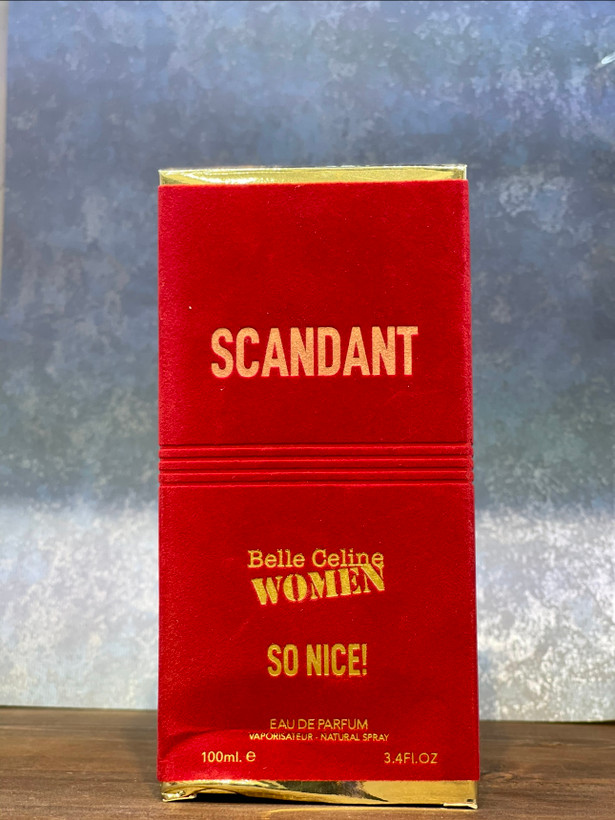 SCANDANT
Belle Celine
WOMEN
SO NICE!
EAU DE PARFUM
VAPORISATEUR - NATURAL SPRAY
100ml. e 3.4Fl.OZ